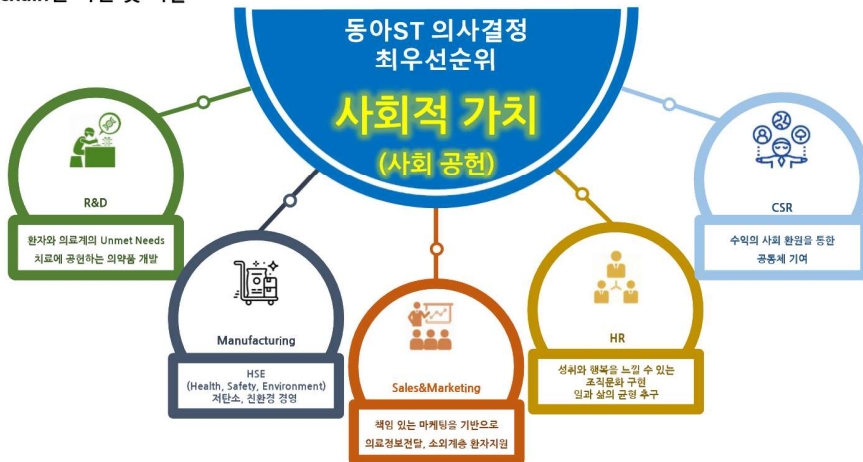 동아ST 의사결정
최우선순위
사회적 가치
(사회 공헌)
R&D
환자와 의료계의 Unmet Needs
치료에 공헌하는 의약품 개발
Manufacturing
HSE
(Health, Safety, Environment)
저탄소, 친환경 경영
Sales&Marketing
책임 있는 마케팅을 기반으로
의료정보전달, 소외계층 환자지원
HR
성취와 행복을 느낄 수 있는
조직문화 구현
일과 삶의 균형 추구
CSR
수익의 사회 환원을 통한
공동체 기여